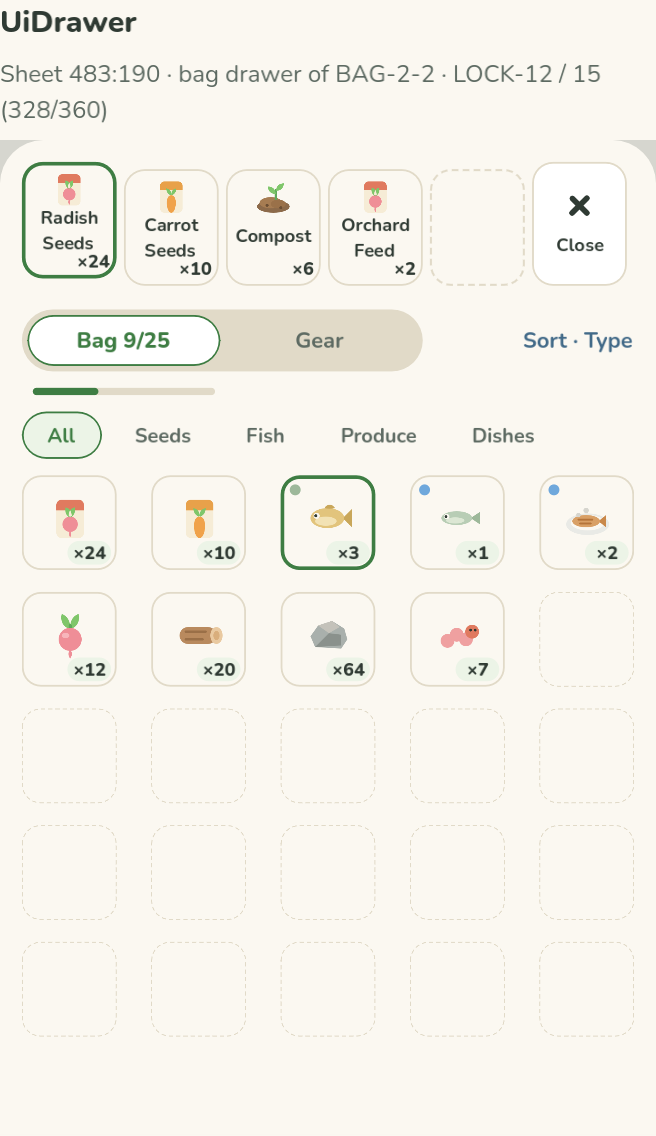 UiDrawer
Sheet 483:190 · bag drawer of BAG-2-2 · LOCK-12 / 15
(328/360)
Radish
Seeds
×24
Carrot
Seeds
×10
Compost
×6
Orchard
Feed
×2
Close
Bag 9/25
Gear
Sort · Type
All
Seeds
Fish
Produce
Dishes
×24
×10
×3
×1
×2
×12
×20
×64
×7